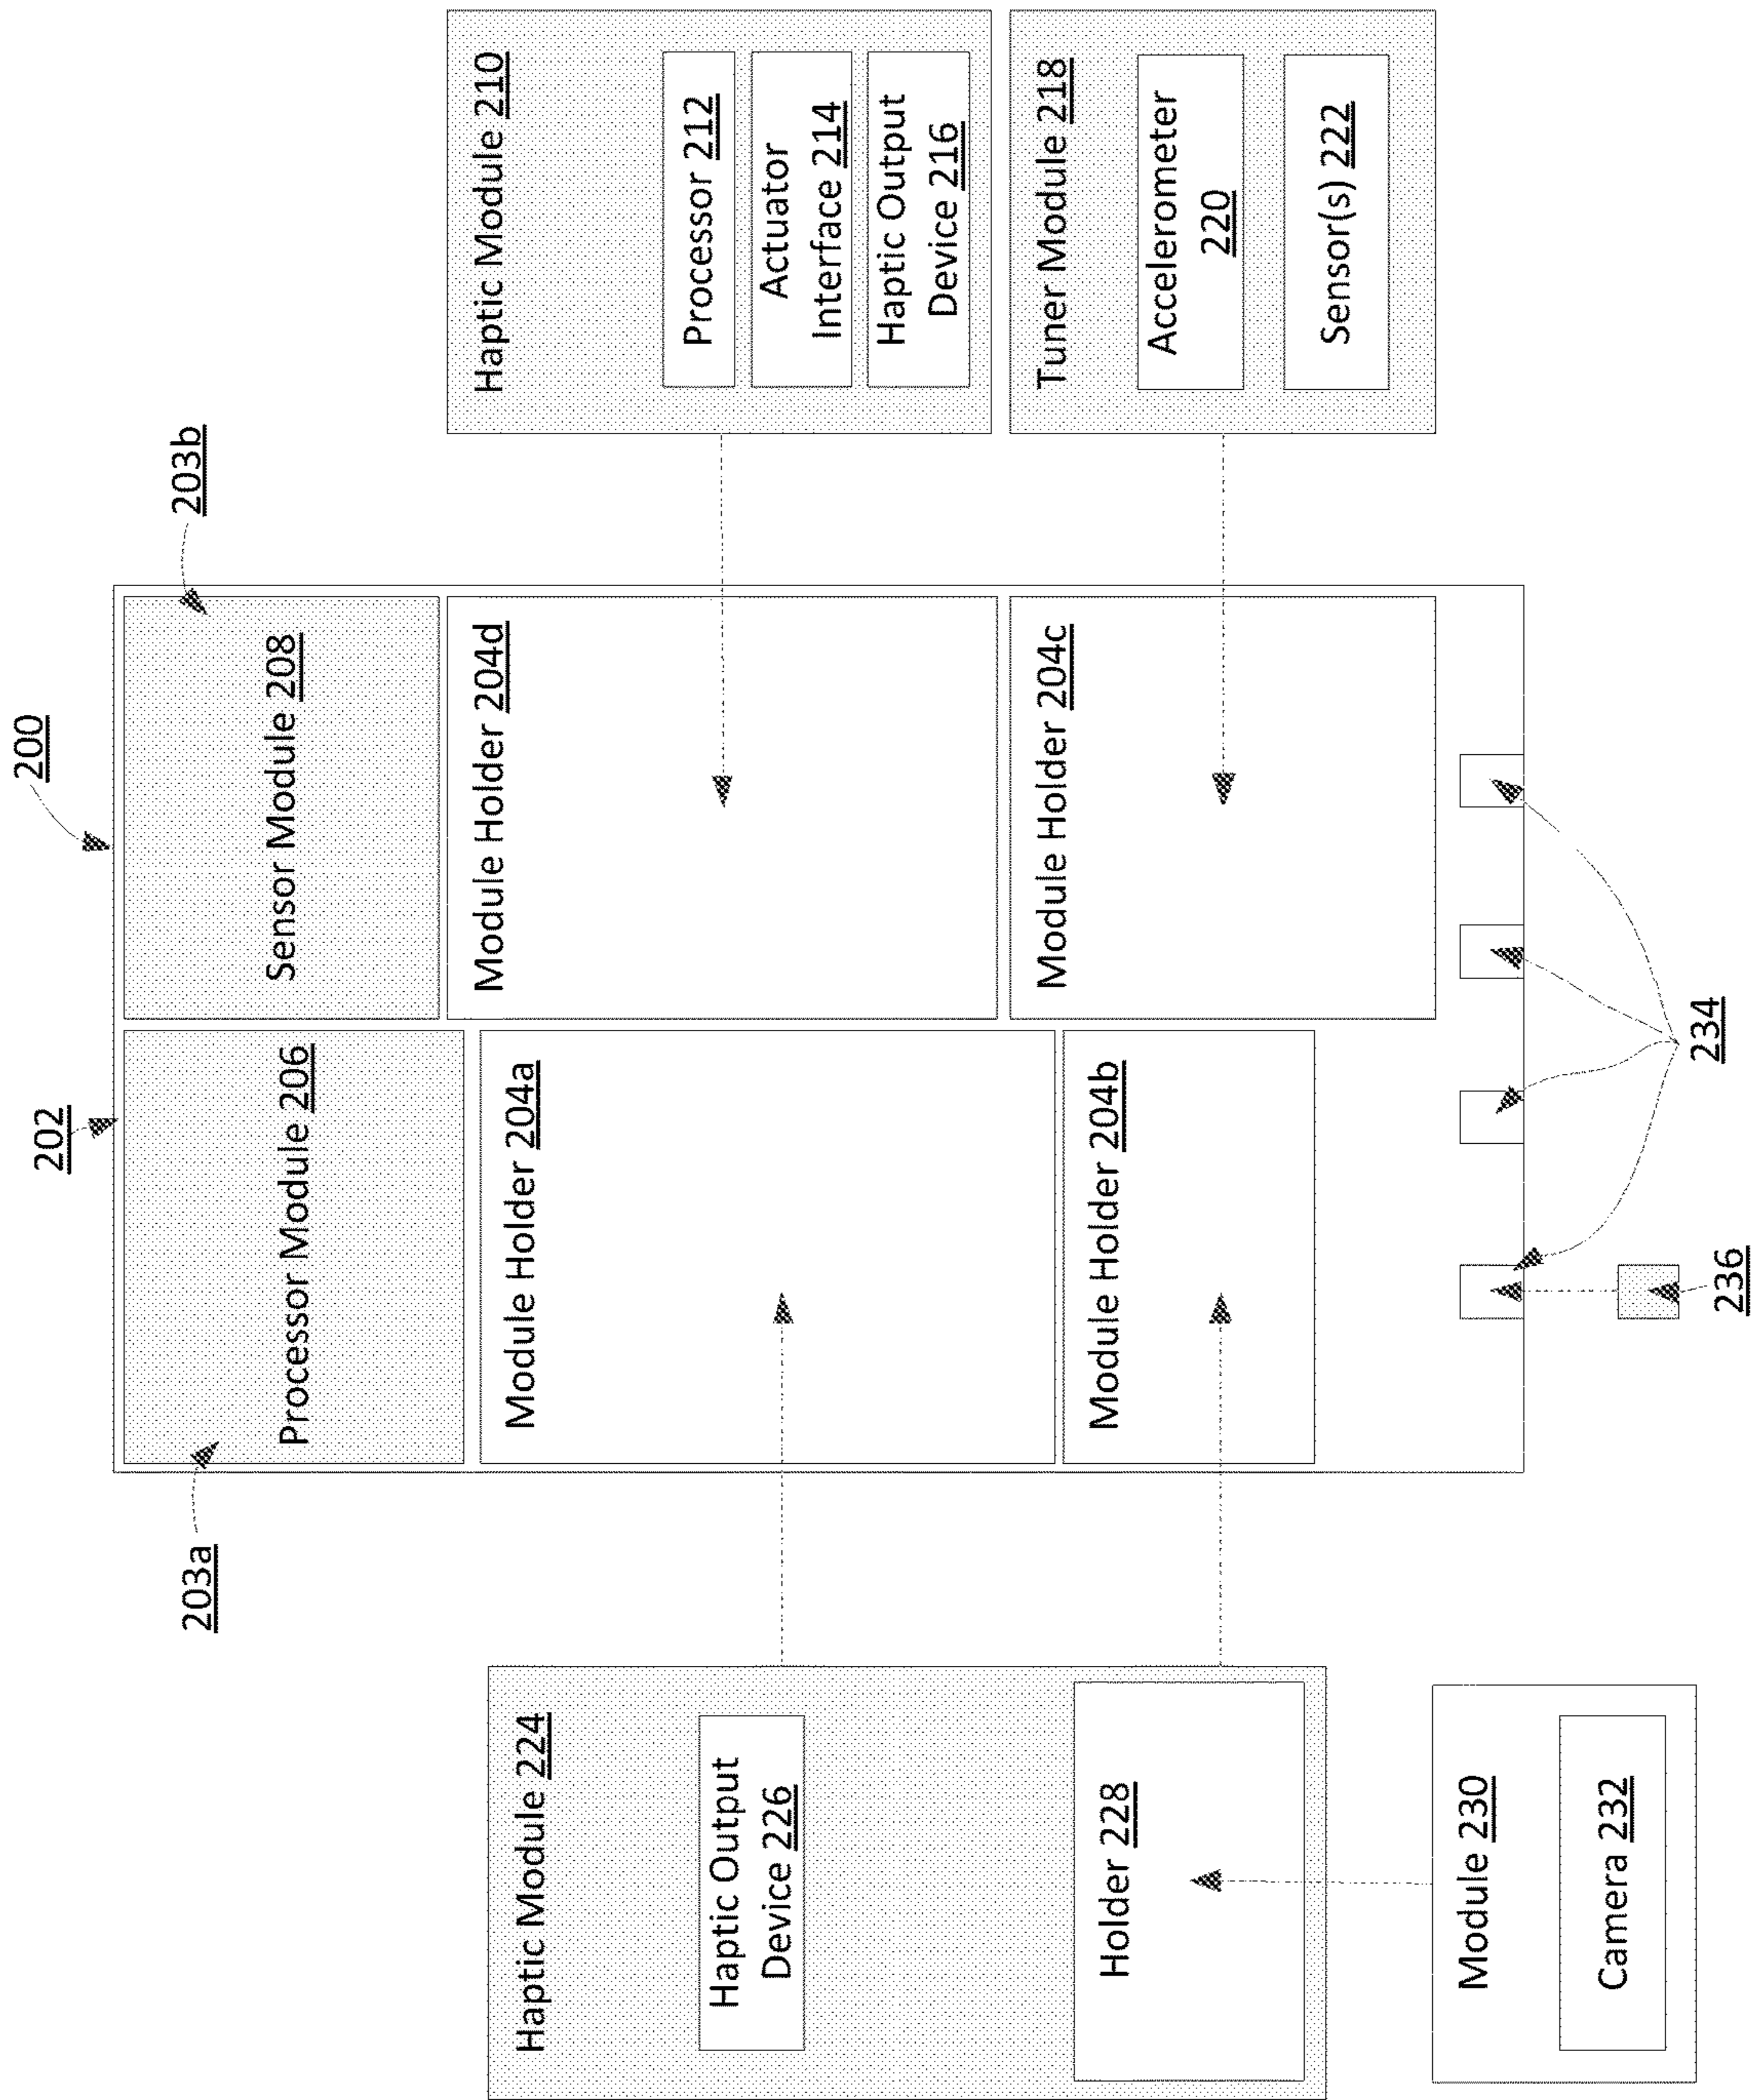 200
202
203a
203b
Processor Module 206
Sensor Module 208
Module Holder 204a
Module Holder 204d
Module Holder 204b
Module Holder 204c
234
236
Haptic Module 224
Haptic Output
Device 226
Holder 228
Module 230
Camera 232
Haptic Module 210
Processor 212
Actuator
Interface 214
Haptic Output
Device 216
Tuner Module 218
Accelerometer
220
Sensor(s) 222